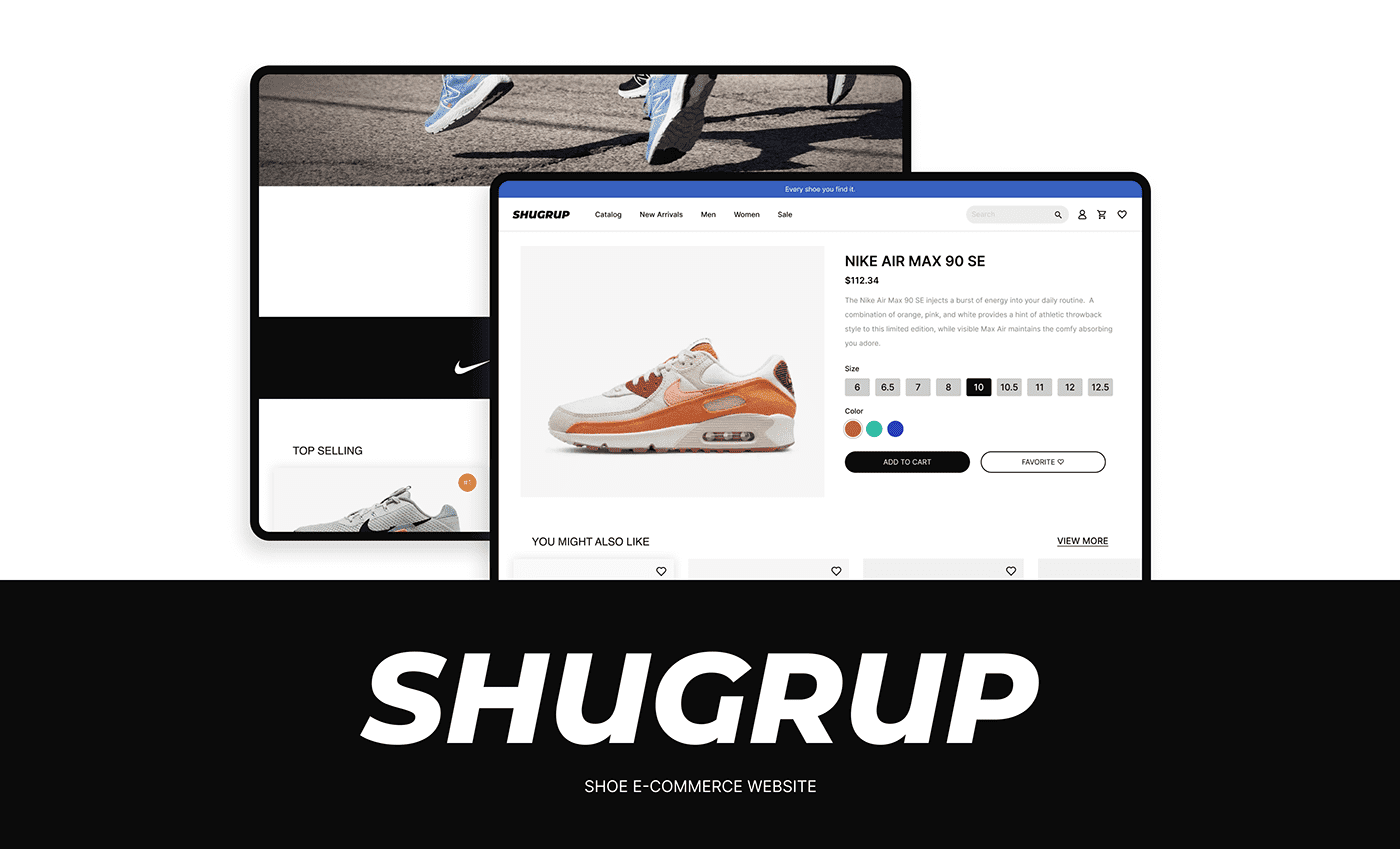 TOP SELLING
#1
Every shoe you find it.
SHUGRUP
Catalog
New Arrivals
Men
Women
Sale
Search
NIKE AIR MAX 90 SE
$112.34
The Nike Air Max 90 SE injects a burst of energy into your daily routine. A
combination of orange, pink, and white provides a hint of athletic throwback
style to this limited edition, while visible Max Air maintains the comfy absorbing
you adore.
Size
6 6.5 7 8 10 10.5 11 12 12.5
Color
ADD TO CART
FAVORITE
YOU MIGHT ALSO LIKE
VIEW MORE
SHUGRUP
SHOE E-COMMERCE WEBSITE